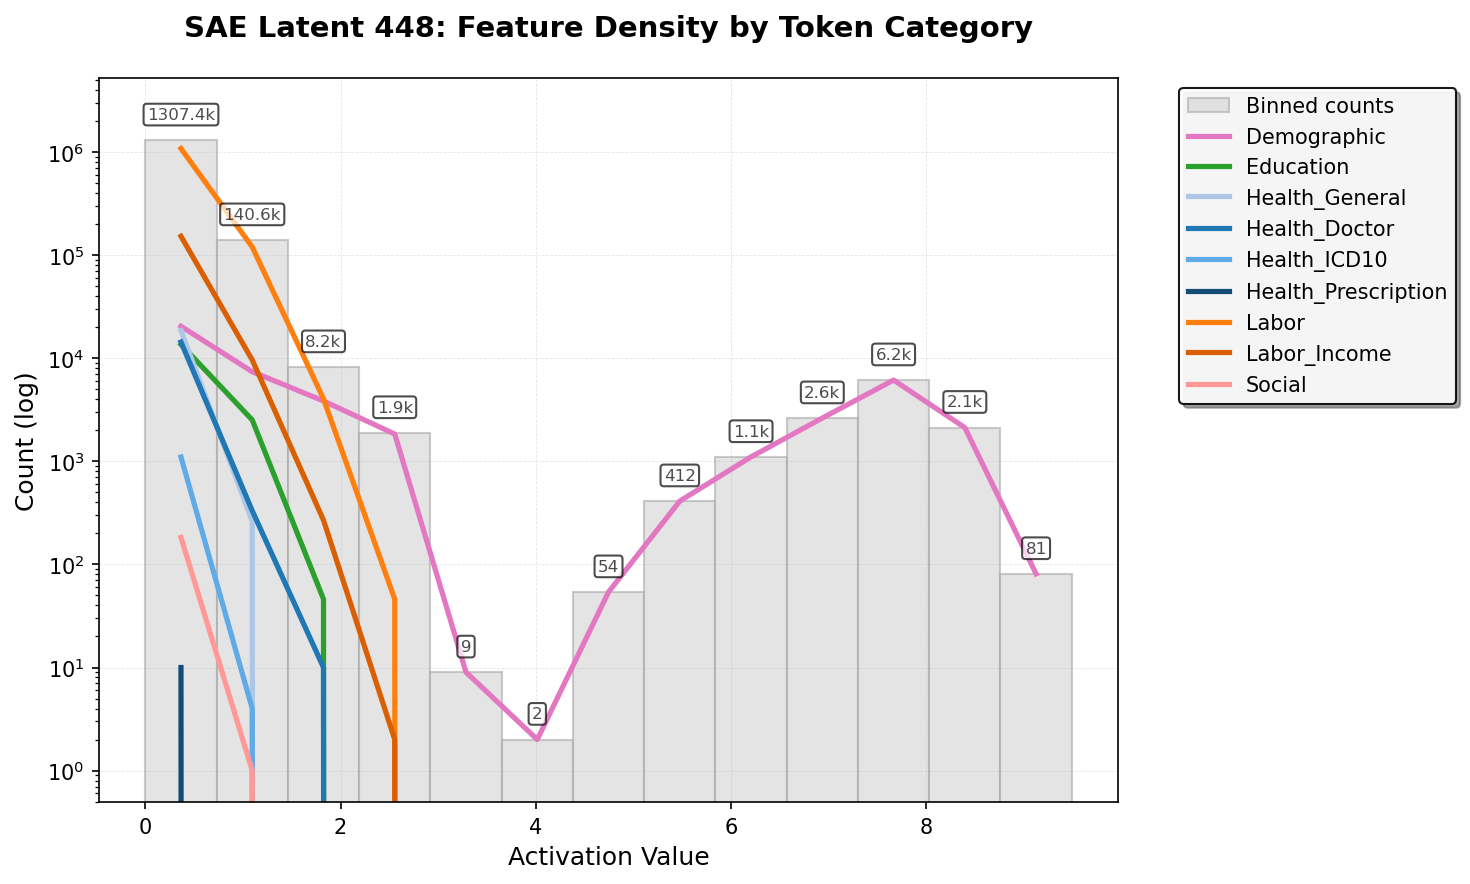 SAE Latent 448: Feature Density by Token Category
1307.4k
140.6k
8.2k
1.9k
9
2
54
412
1.1k
2.6k
6.2k
2.1k
81
10⁶
10⁵
10⁴
10³
10²
10¹
10⁰
Count (log)
0 2 4 6 8
Activation Value
Binned counts
Demographic
Education
Health_General
Health_Doctor
Health_ICD10
Health_Prescription
Labor
Labor_Income
Social